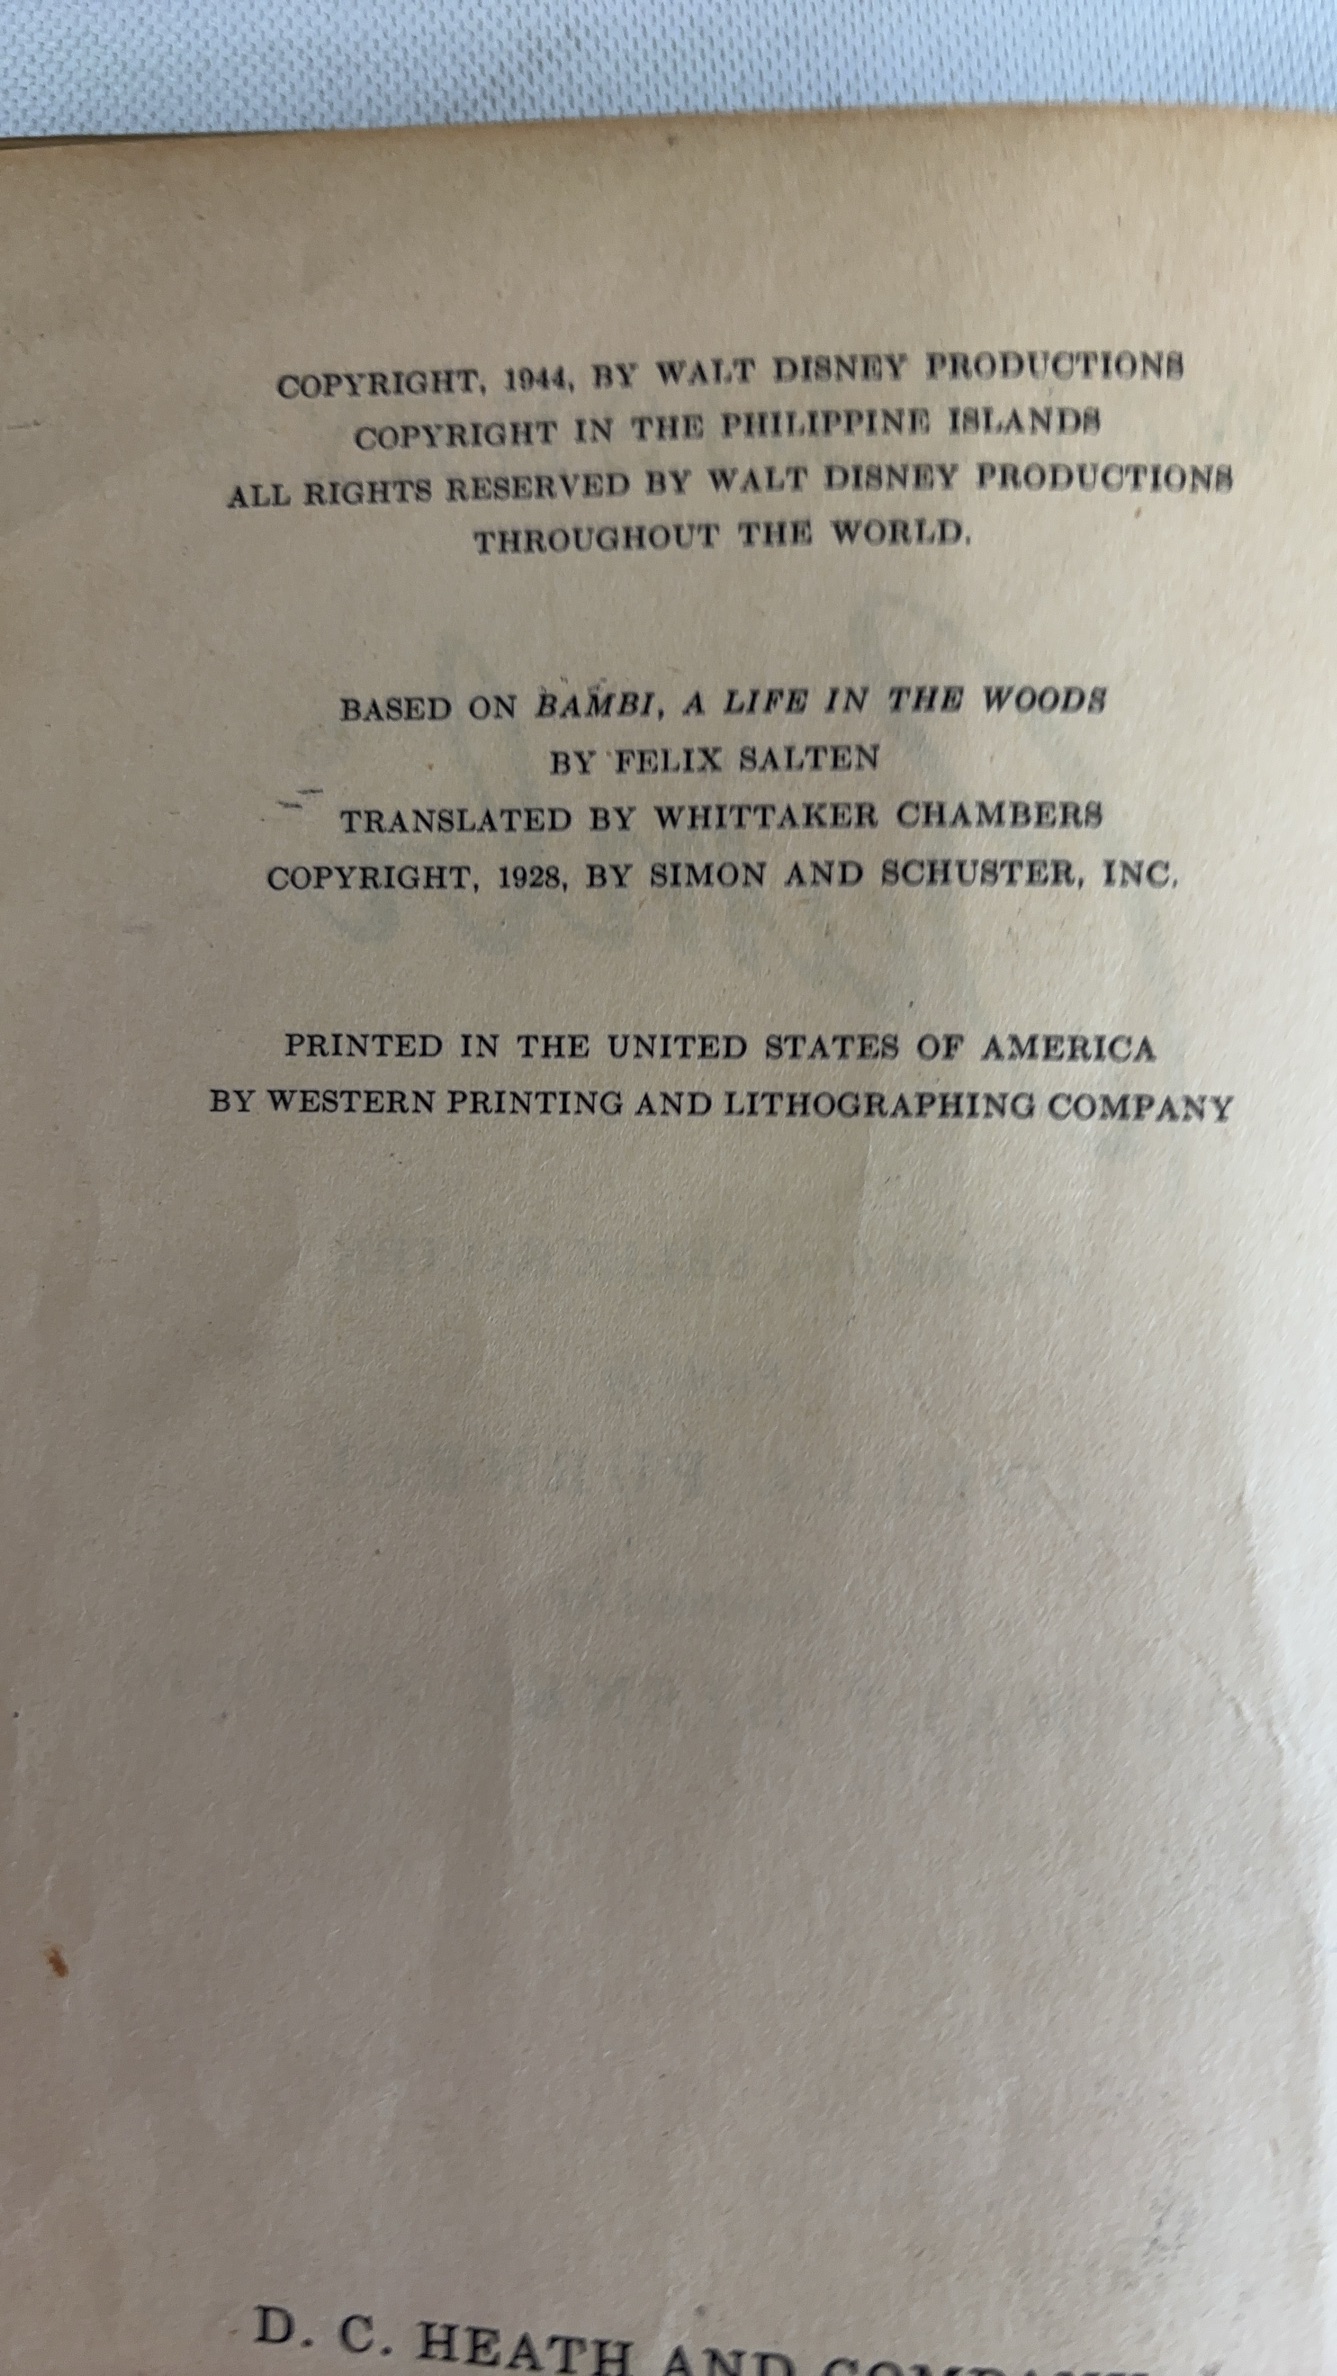 COPYRIGHT, 1944, BY WALT DISNEY PRODUCTIONS
COPYRIGHT IN THE PHILIPPINE ISLANDS
ALL RIGHTS RESERVED BY WALT DISNEY PRODUCTIONS
THROUGHOUT THE WORLD.
BASED ON BAMBI, A LIFE IN THE WOODS
BY FELIX SALTEN
TRANSLATED BY WHITTAKER CHAMBERS
COPYRIGHT, 1928, BY SIMON AND SCHUSTER, INC.
PRINTED IN THE UNITED STATES OF AMERICA
BY WESTERN PRINTING AND LITHOGRAPHING COMPANY
D. C. HEATH AND COMPANY